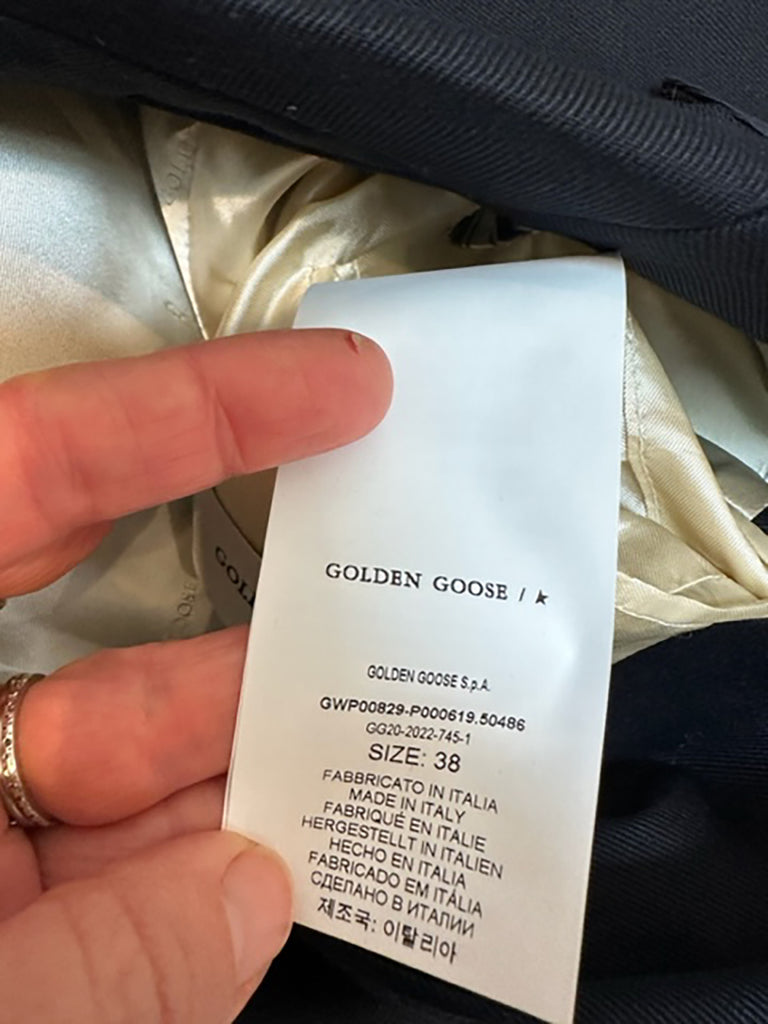 GOLDEN GOOSE / ★
GOLDEN GOOSE S.p.A.
GWP00829-P000619.50486
GG20-2022-745-1
SIZE: 38
FABBRICATO IN ITALIA
MADE IN ITALY
FABRIQUÉ EN ITALIE
HERGESTELLT IN ITALIEN
HECHO EN ITALIA
FABRICADO EM ITÁLIA
СДЕЛАНО В ИТАЛИИ
제조국: 이탈리아